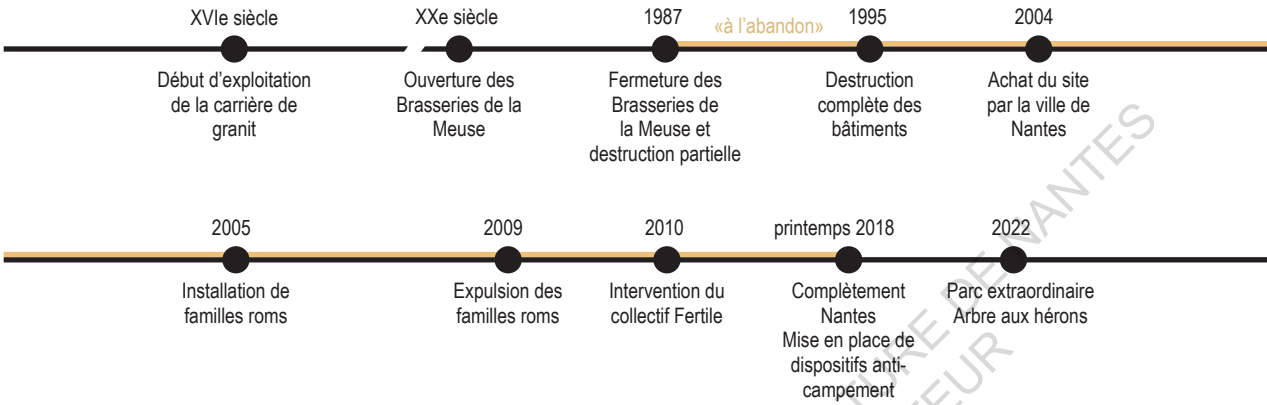 XVIe siècle
XXe siècle
1987
«à l'abandon»
1995
2004
Début d'exploitation
de la carrière de
granit
Ouverture des
Brasseries de la
Meuse
Fermeture des
Brasseries de
la Meuse et
destruction partielle
Destruction
complète des
bâtiments
Achat du site
par la ville de
Nantes
2005
2009
2010
printemps 2018
2022
Installation de
familles roms
Expulsion des
familles roms
Intervention du
collectif Fertile
Complètement
Nantes
Mise en place de
dispositifs anti-
campement
Parc extraordinaire
Arbre aux hérons
DE NANTES